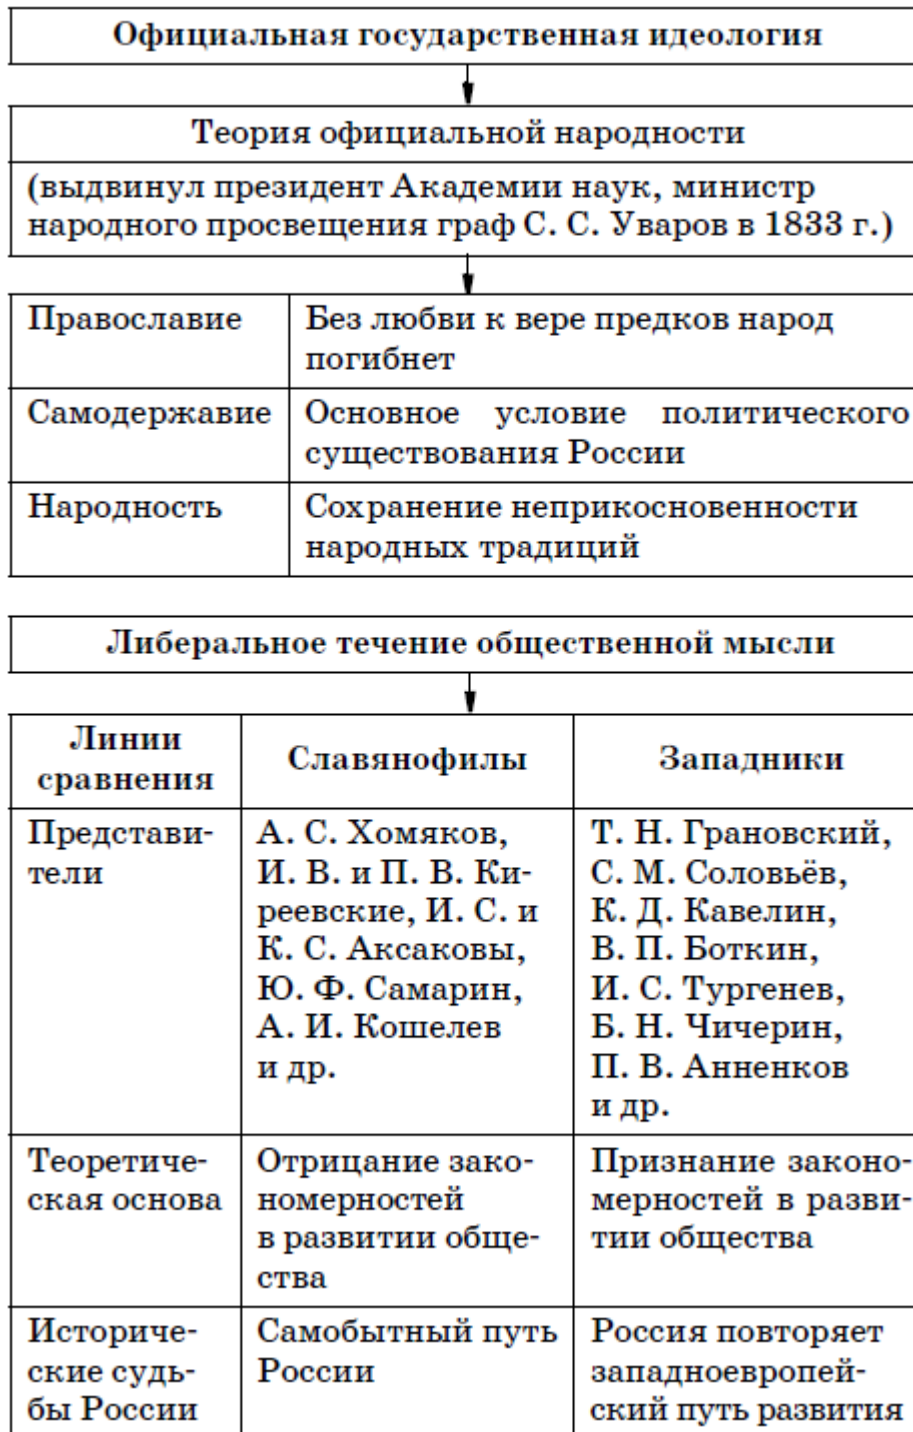 Официальная государственная идеология
Теория официальной народности
(выдвинул президент Академии наук, министр
народного просвещения граф С. С. Уваров в 1833 г.)
Православие
Без любви к вере предков народ
погибнет
Самодержавие
Основное условие политического
существования России
Народность
Сохранение неприкосновенности
народных традиций
Либеральное течение общественной мысли
Линии
сравнения
Славянофилы
Западники
Представи-
тели
А. С. Хомяков,
И. В. и П. В. Ки-
реевские, И. С. и
К. С. Аксаковы,
Ю. Ф. Самарин,
А. И. Кошелев
и др.
Т. Н. Грановский,
С. М. Соловьёв,
К. Д. Кавелин,
В. П. Боткин,
И. С. Тургенев,
Б. Н. Чичерин,
П. В. Анненков
и др.
Теоретиче-
ская основа
Отрицание зако-
номерностей
в развитии обще-
ства
Признание законо-
мерностей в разви-
тии общества
Историче-
ские судь-
бы России
Самобытный путь
России
Россия повторяет
западноевропей-
ский путь развития